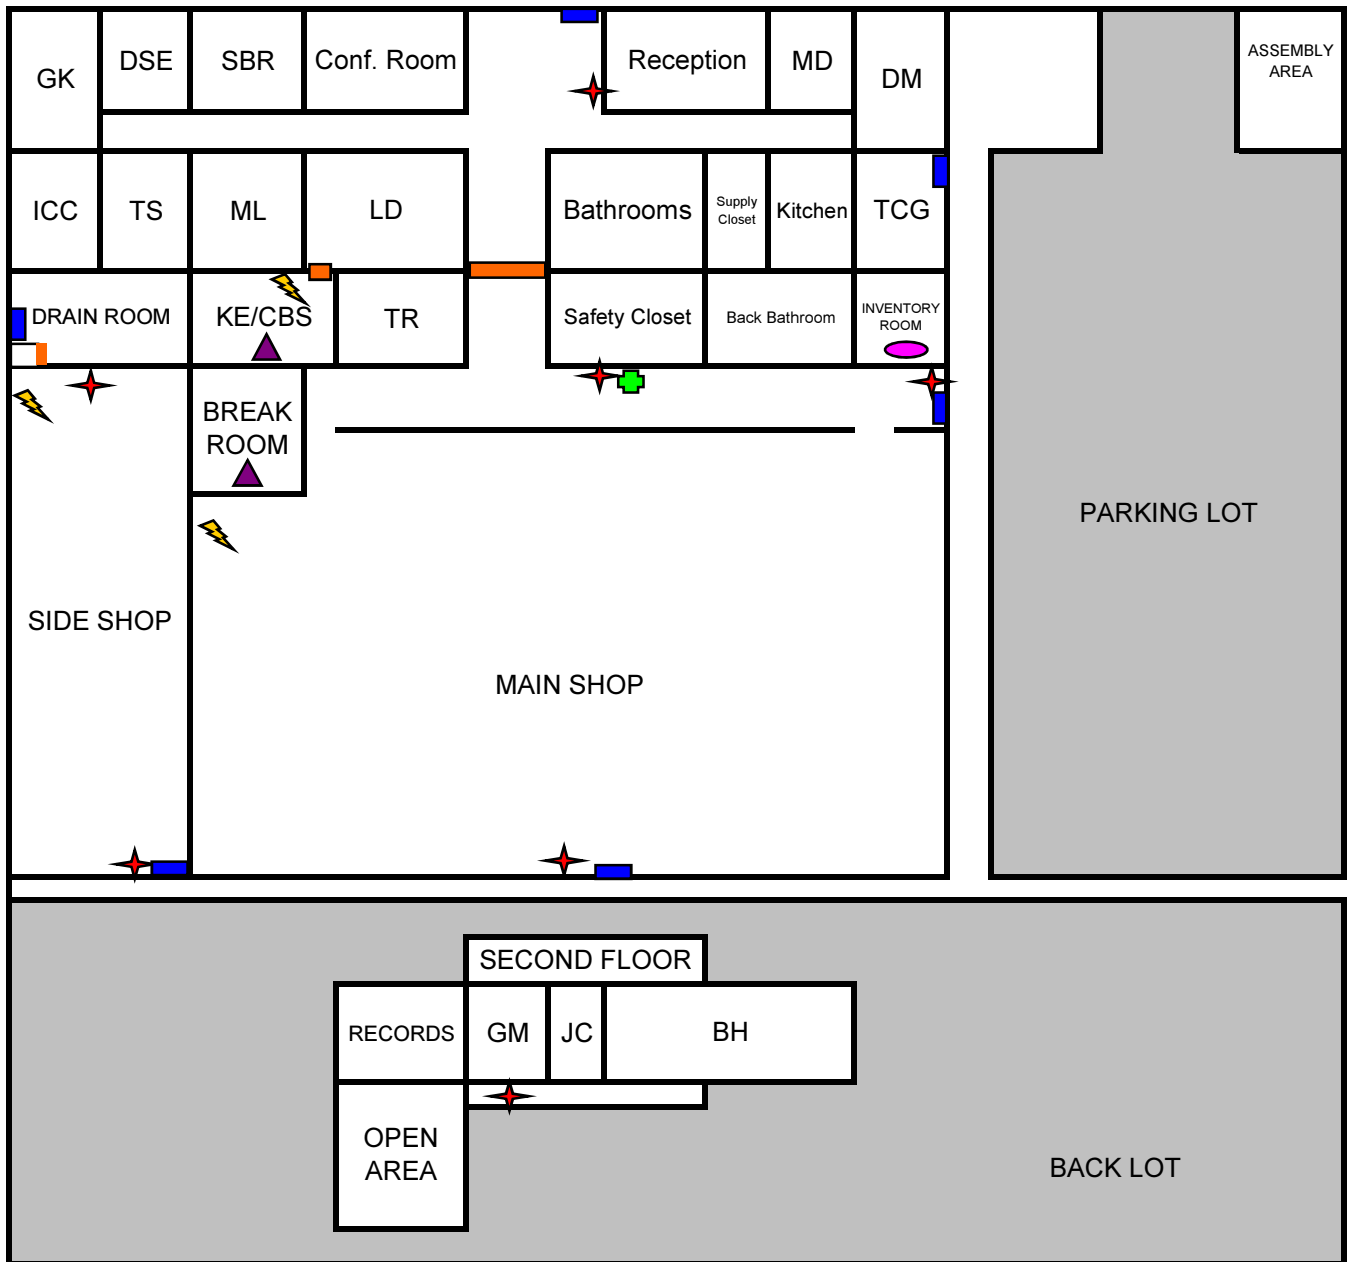 GK
DSE
SBR
Conf. Room
Reception
MD
DM
ASSEMBLY
AREA
ICC
TS
ML
LD
Bathrooms
Supply
Closet
Kitchen
TCG
DRAIN ROOM
KE/CBS
TR
Safety Closet
Back Bathroom
INVENTORY
ROOM
BREAK
ROOM
PARKING LOT
SIDE SHOP
MAIN SHOP
SECOND FLOOR
RECORDS
GM
JC
BH
OPEN
AREA
BACK LOT